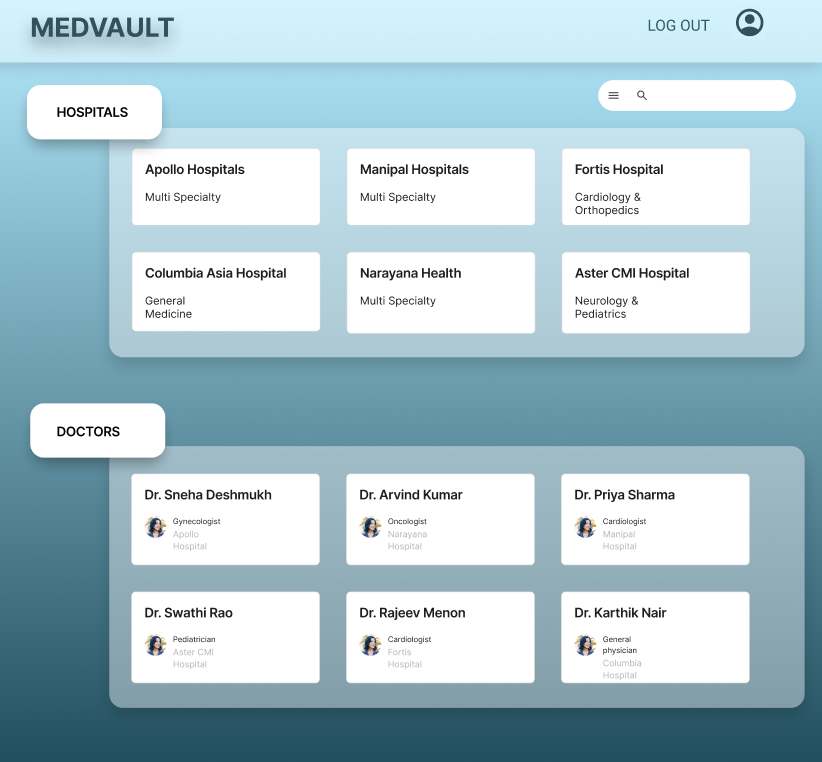 MEDVAULT
LOG OUT
HOSPITALS
Apollo Hospitals
Multi Specialty
Manipal Hospitals
Multi Specialty
Fortis Hospital
Cardiology &
Orthopedics
Columbia Asia Hospital
General
Medicine
Narayana Health
Multi Specialty
Aster CMI Hospital
Neurology &
Pediatrics
DOCTORS
Dr. Sneha Deshmukh
Gynecologist
Apollo
Hospital
Dr. Arvind Kumar
Oncologist
Narayana
Hospital
Dr. Priya Sharma
Cardiologist
Manipal
Hospital
Dr. Swathi Rao
Pediatrician
Aster CMI
Hospital
Dr. Rajeev Menon
Cardiologist
Fortis
Hospital
Dr. Karthik Nair
General
physician
Columbia
Hospital